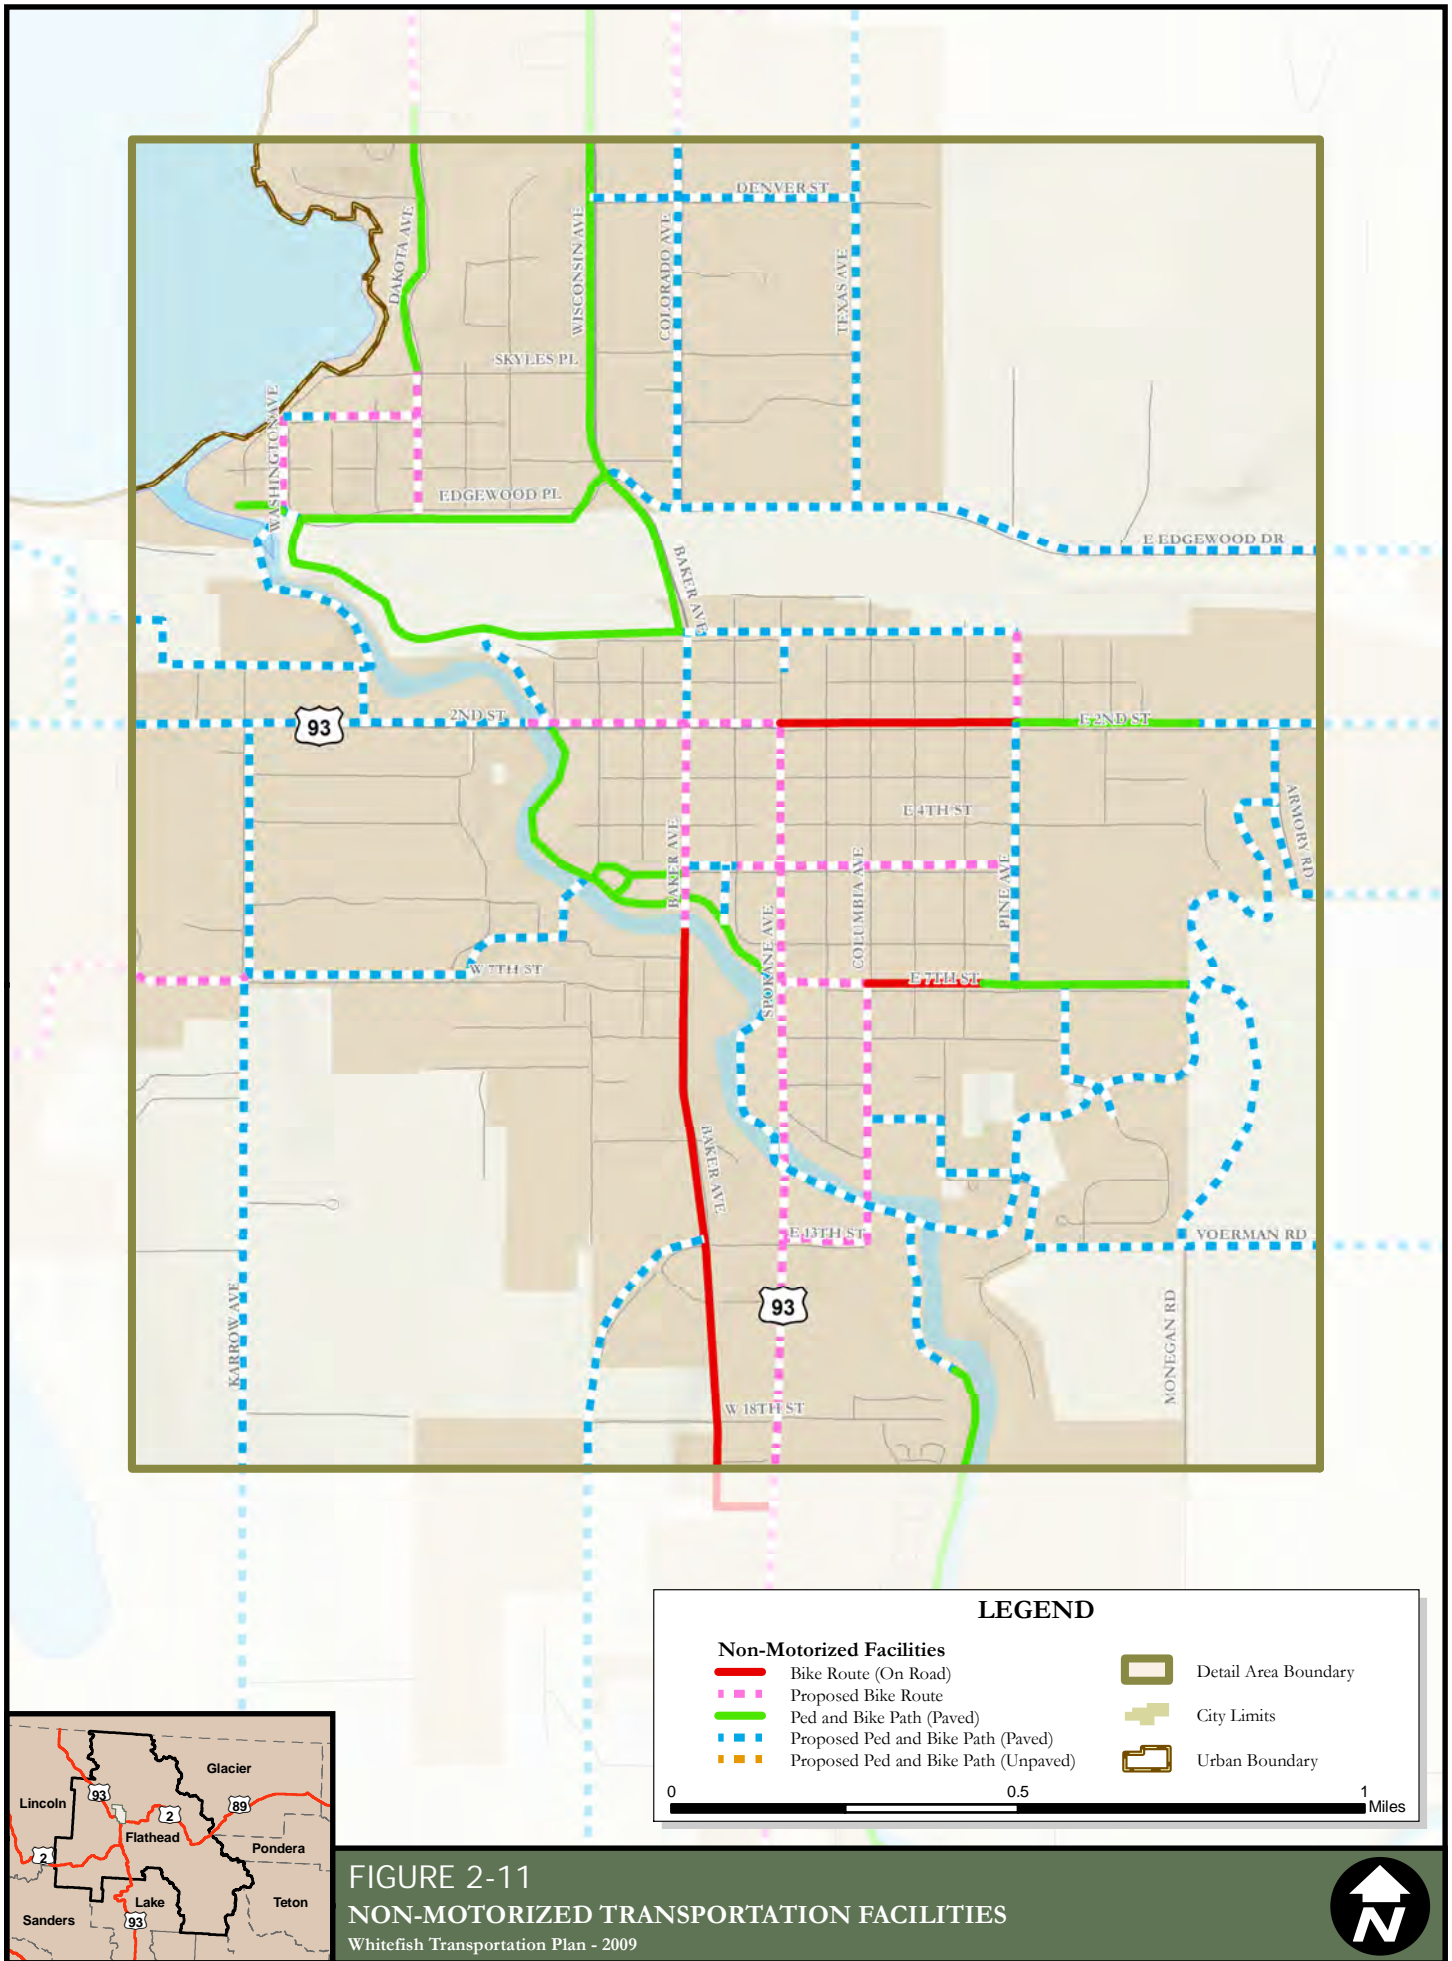 DENVER ST
DAKOTA AVE
WISCONSIN AVE
COLORADO AVE
TEXAS AVE
SKYLES PL
WASHINGTON AVE
EDGEWOOD PL
E EDGEWOOD DR
BAKER AVE
93
2ND ST
E 2ND ST
E 4TH ST
ARMORY RD
BAKER AVE
COLUMBIA AVE
PINE AVE
SPOKANE AVE
W 7TH ST
E 7TH ST
BAKER AVE
E 13TH ST
VOERMAN RD
93
KARROW AVE
MONEGAN RD
W 18TH ST
LEGEND
Non-Motorized Facilities
Bike Route (On Road)
Proposed Bike Route
Ped and Bike Path (Paved)
Proposed Ped and Bike Path (Paved)
Proposed Ped and Bike Path (Unpaved)
Detail Area Boundary
City Limits
Urban Boundary
0 0.5 1
Miles
Glacier
93
89
Lincoln
2
Flathead
2
Pondera
Lake
Teton
Sanders
93
FIGURE 2-11
NON-MOTORIZED TRANSPORTATION FACILITIES
Whitefish Transportation Plan - 2009
N